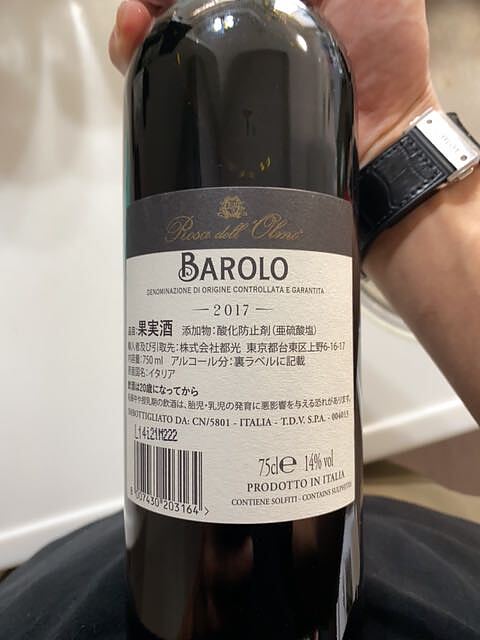 Rosco dell' Olmo
BAROLO
DENOMINAZIONE DI ORIGINE CONTROLLATA E GARANTITA
2017
品名:果実酒 添加物:酸化防止剤(亜硫酸塩)
輸入者及び引取先:株式会社都光 東京都台東区上野6-16-17
内容量:750 ml アルコール分:裏ラベルに記載
原産国名:イタリア
飲酒は20歳になってから
妊娠中や授乳期の飲酒は、胎児・乳児の発育に悪影響を与える恐れがあります。
IMBOTTIGLIATO DA: CN/5801 - ITALIA - T.D.V. S.P.A. - 004015
L14i21M222
75cl e 14% vol
PRODOTTO IN ITALIA
CONTIENE SOLFITI - CONTAINS SULPHITES
8 007430 203164 >